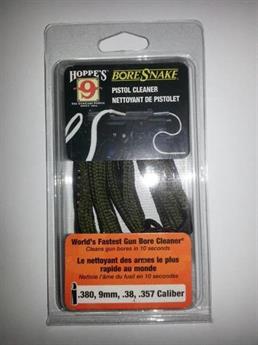 HOPPE'S
9
BORESNAKE
PISTOL CLEANER
NETTOYANT DE PISTOLET
World's Fastest Gun Bore Cleaner
Cleans gun bores in 10 seconds
Le nettoyant des armes le plus
rapide au monde
Nettoie l'âme du fusil en 10 secondes
.380, 9mm, .38, .357 Caliber